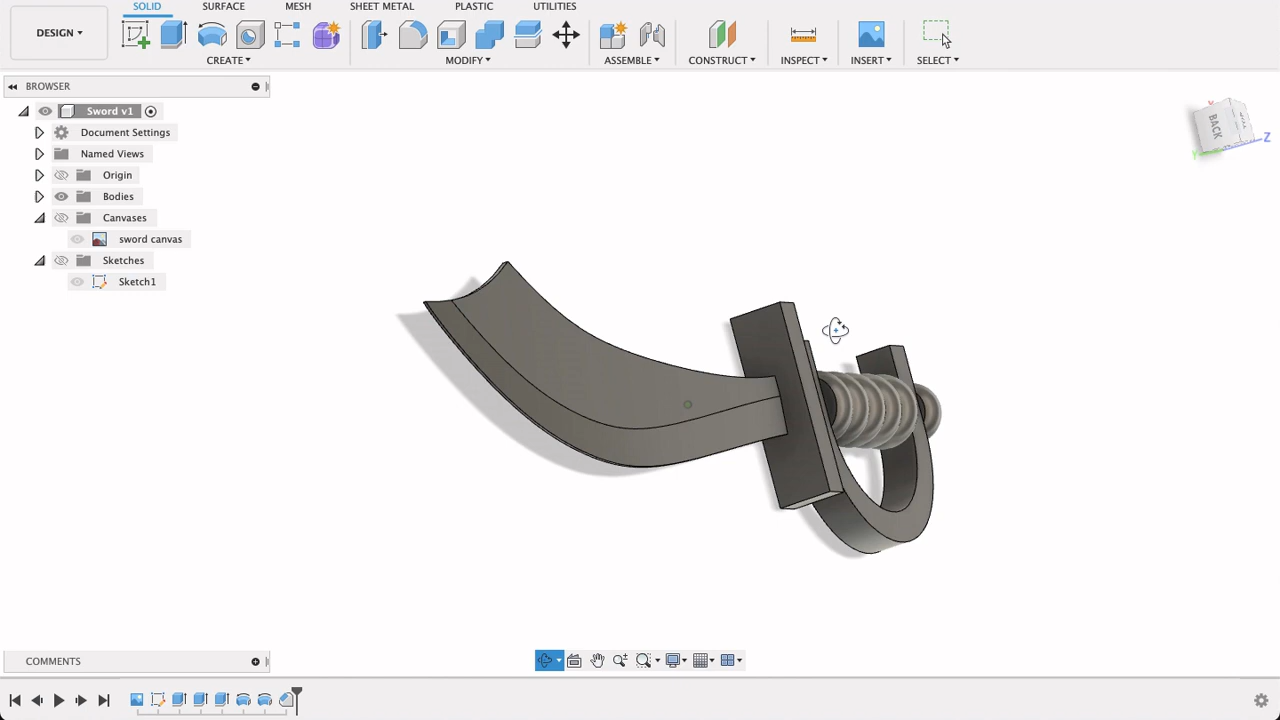 SOLID SURFACE MESH SHEET METAL PLASTIC UTILITIES
DESIGN
CREATE MODIFY ASSEMBLE CONSTRUCT INSPECT INSERT SELECT
BROWSER
Sword v1
Document Settings
Named Views
Origin
Bodies
Canvases
sword canvas
Sketches
Sketch1
BACK
Z
COMMENTS